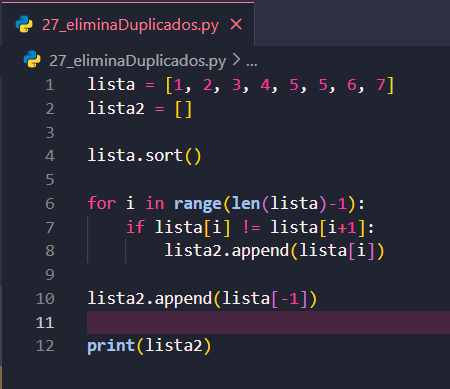 27_eliminaDuplicados.py ×
27_eliminaDuplicados.py > ...
1 lista = [1, 2, 3, 4, 5, 5, 6, 7]
2 lista2 = []
3
4 lista.sort()
5
6 for i in range(len(lista)-1):
7     if lista[i] != lista[i+1]:
8         lista2.append(lista[i])
9
10 lista2.append(lista[-1])
11
12 print(lista2)